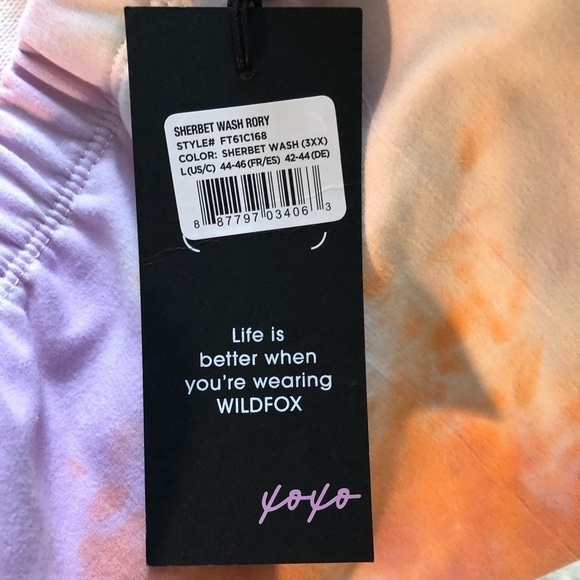 SHERBET WASH RORY
STYLE# FT61C168
COLOR: SHERBET WASH (3XX)
L(US/C) 44-46(FR/ES) 42-44(DE)
8 87797 03406 3
Life is
better when
you're wearing
WILDFOX
xoxo